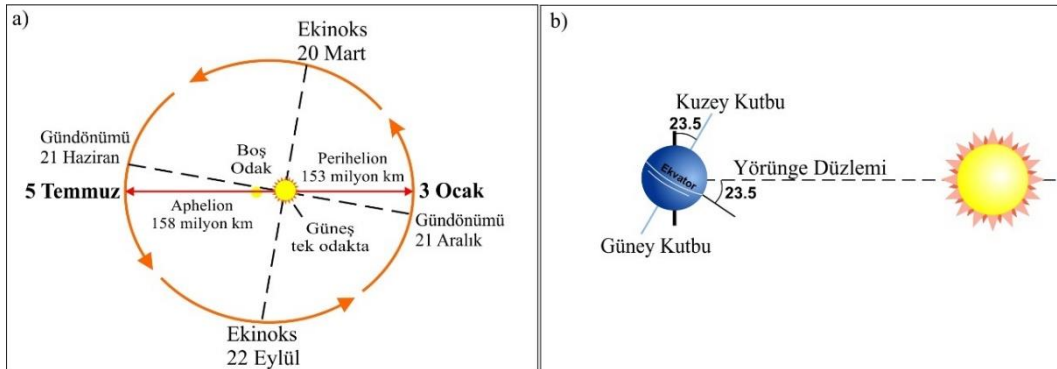 a)
Ekinoks
20 Mart
Gündönümü
21 Haziran
Boş
Odak
Perihelion
153 milyon km
5 Temmuz
3 Ocak
Aphelion
158 milyon km
Güneş
tek odakta
Gündönümü
21 Aralık
Ekinoks
22 Eylül
b)
Kuzey Kutbu
23.5
Ekvator
Yörünge Düzlemi
23.5
Güney Kutbu